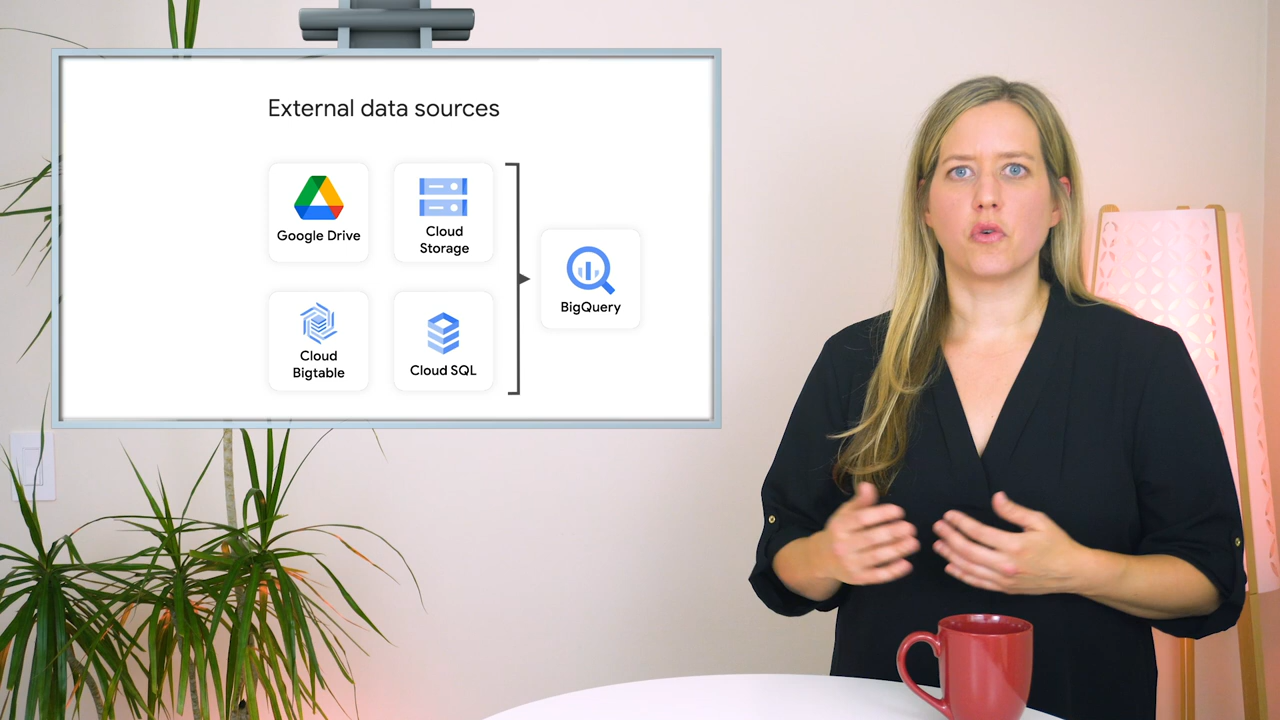 External data sources
Google Drive
Cloud
Storage
BigQuery
Cloud
Bigtable
Cloud SQL